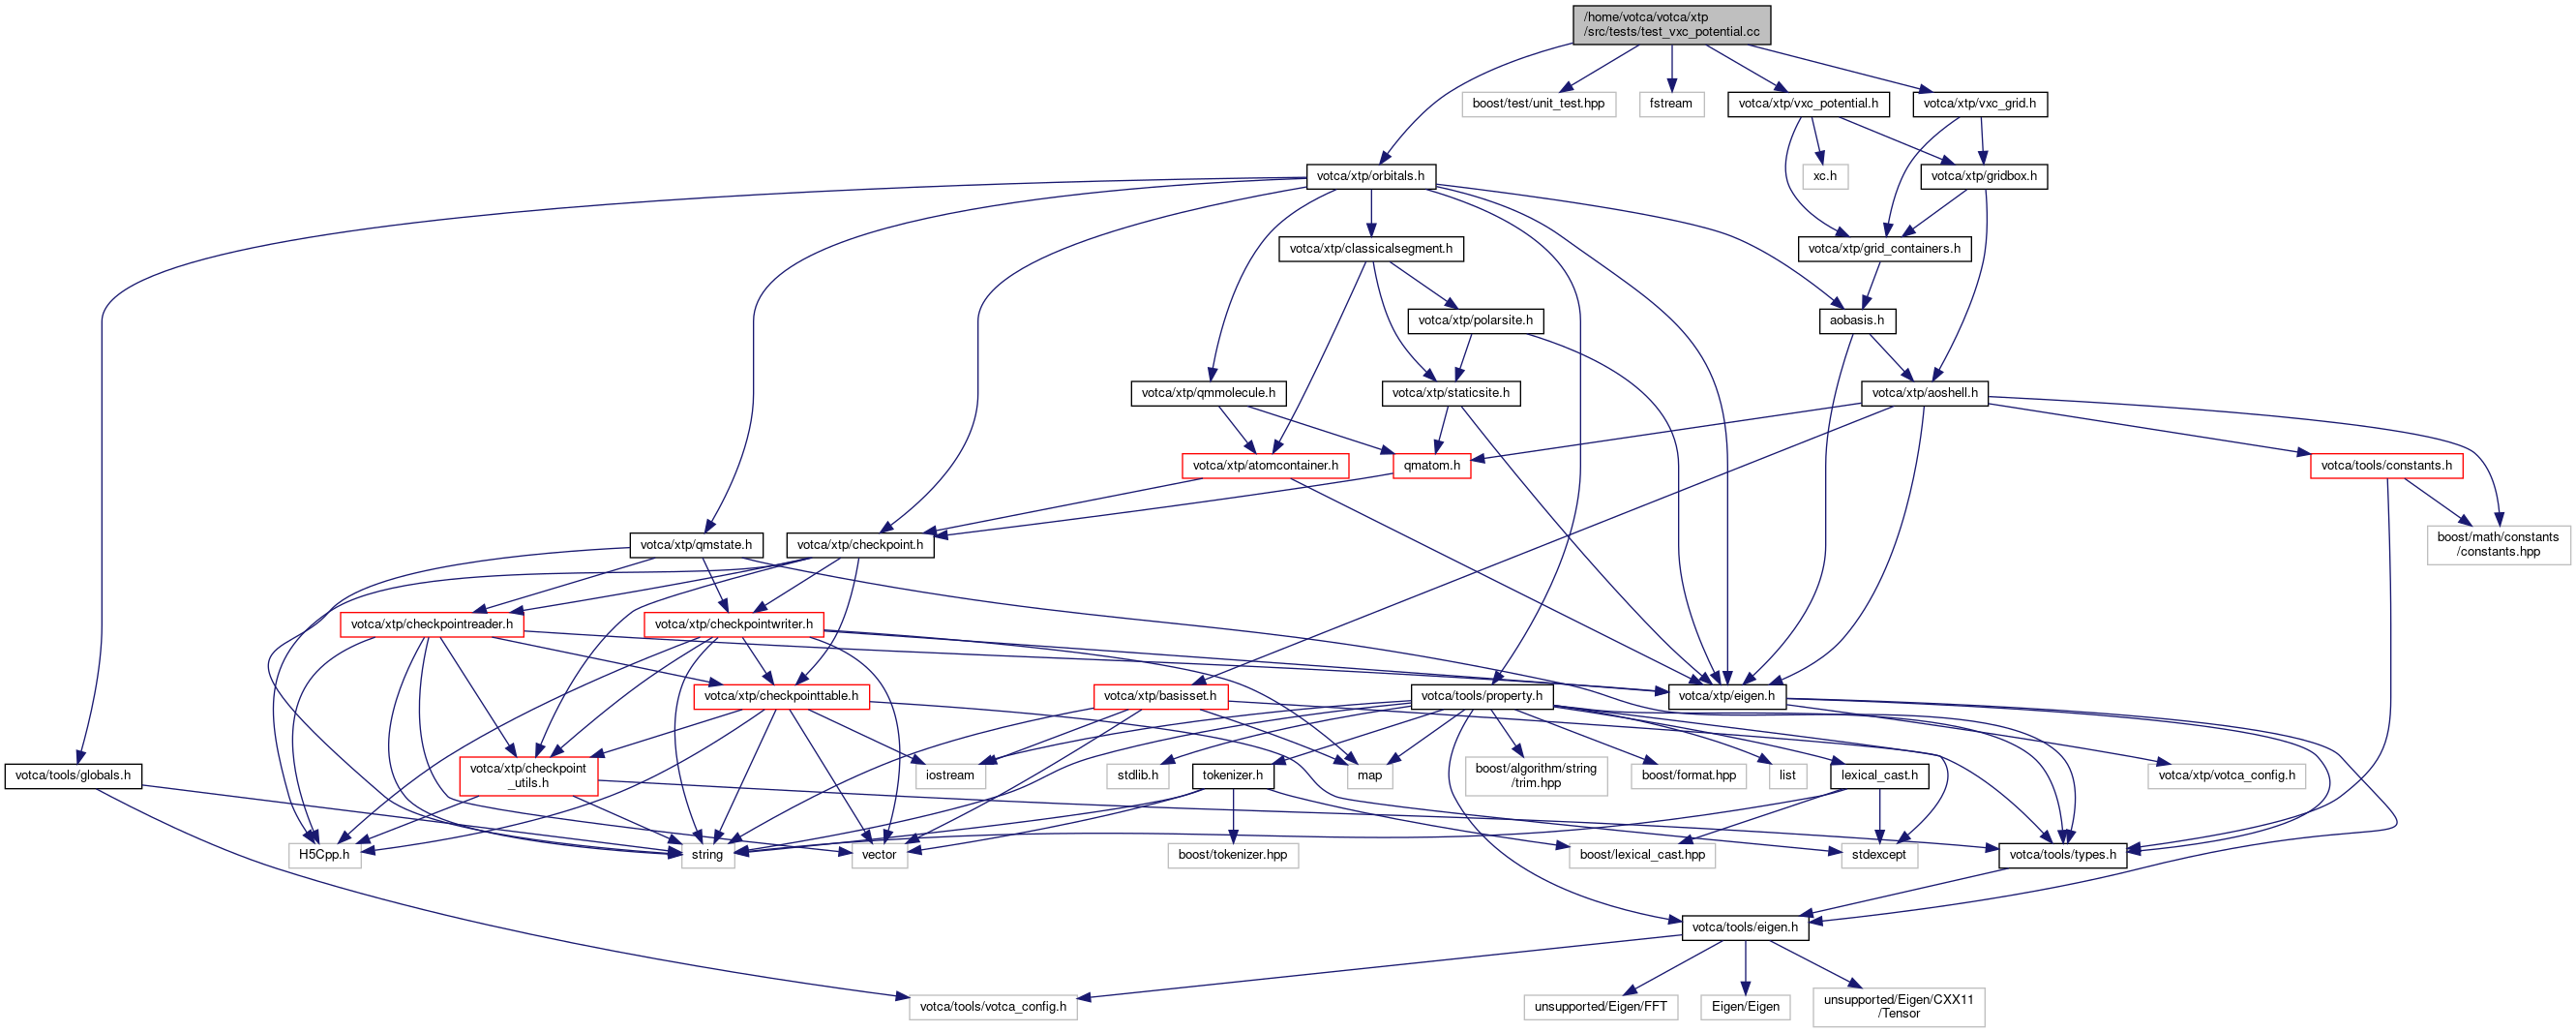 /home/votca/votca/xtp
/src/tests/test_vxc_potential.cc
boost/test/unit_test.hpp
fstream
votca/xtp/vxc_potential.h
votca/xtp/vxc_grid.h
votca/xtp/orbitals.h
xc.h
votca/xtp/gridbox.h
votca/xtp/classicalsegment.h
votca/xtp/grid_containers.h
votca/xtp/polarsite.h
aobasis.h
votca/xtp/qmmolecule.h
votca/xtp/staticsite.h
votca/xtp/aoshell.h
votca/xtp/atomcontainer.h
qmatom.h
votca/tools/constants.h
votca/xtp/qmstate.h
votca/xtp/checkpoint.h
boost/math/constants
/constants.hpp
votca/xtp/checkpointreader.h
votca/xtp/checkpointwriter.h
votca/xtp/checkpointtable.h
votca/xtp/basisset.h
votca/tools/property.h
votca/xtp/eigen.h
votca/tools/globals.h
votca/xtp/checkpoint
_utils.h
iostream
stdlib.h
tokenizer.h
map
boost/algorithm/string
/trim.hpp
boost/format.hpp
list
lexical_cast.h
votca/xtp/votca_config.h
H5Cpp.h
string
vector
boost/tokenizer.hpp
boost/lexical_cast.hpp
stdexcept
votca/tools/types.h
votca/tools/eigen.h
votca/tools/votca_config.h
unsupported/Eigen/FFT
Eigen/Eigen
unsupported/Eigen/CXX11
/Tensor